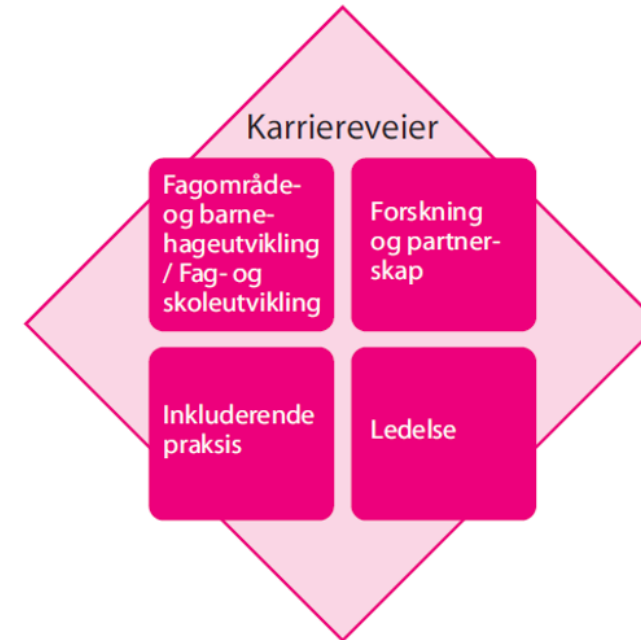 Karriereveier
Fagområde-
og barne-
hageutvikling
/ Fag- og
skoleutvikling
Forskning
og partner-
skap
Inkluderende
praksis
Ledelse